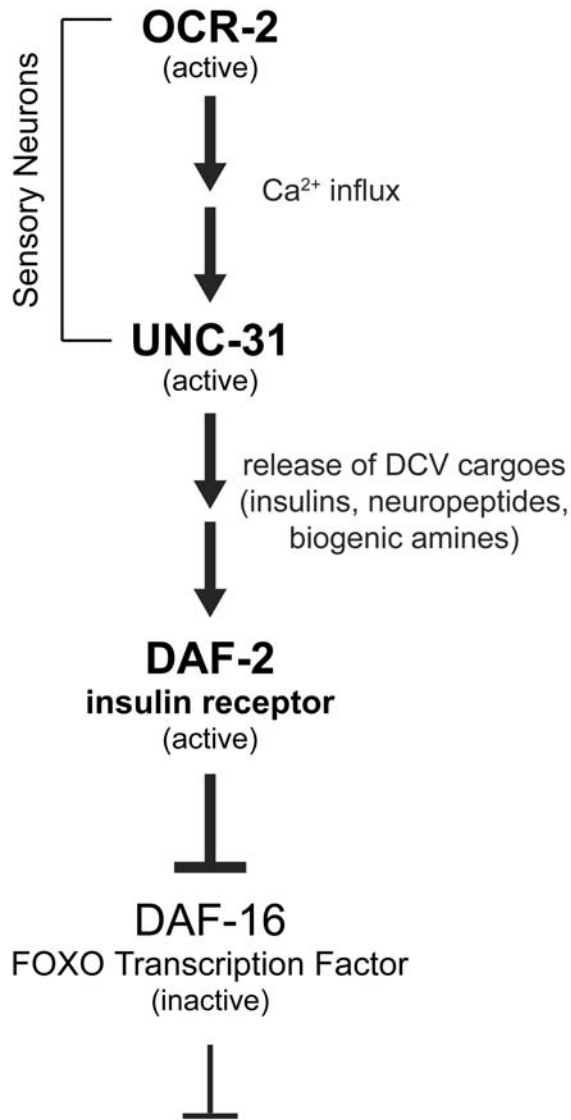 Sensory Neurons
OCR-2
(active)
Ca²⁺ influx
UNC-31
(active)
release of DCV cargoes
(insulins, neuropeptides,
biogenic amines)
DAF-2
insulin receptor
(active)
DAF-16
FOXO Transcription Factor
(inactive)